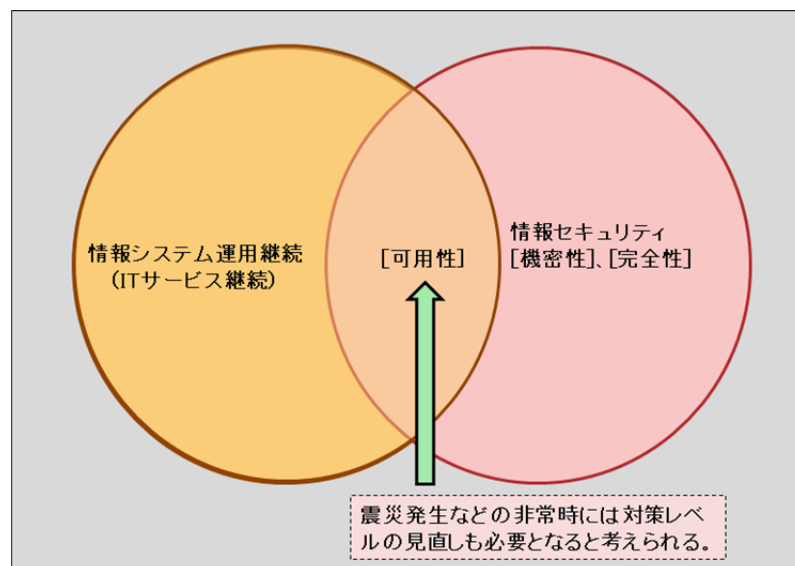 情報システム運用継続
(ITサービス継続)
[可用性]
情報セキュリティ
[機密性]、[完全性]
震災発生などの非常時には対策レベ
ルの見直しも必要となると考えられる。